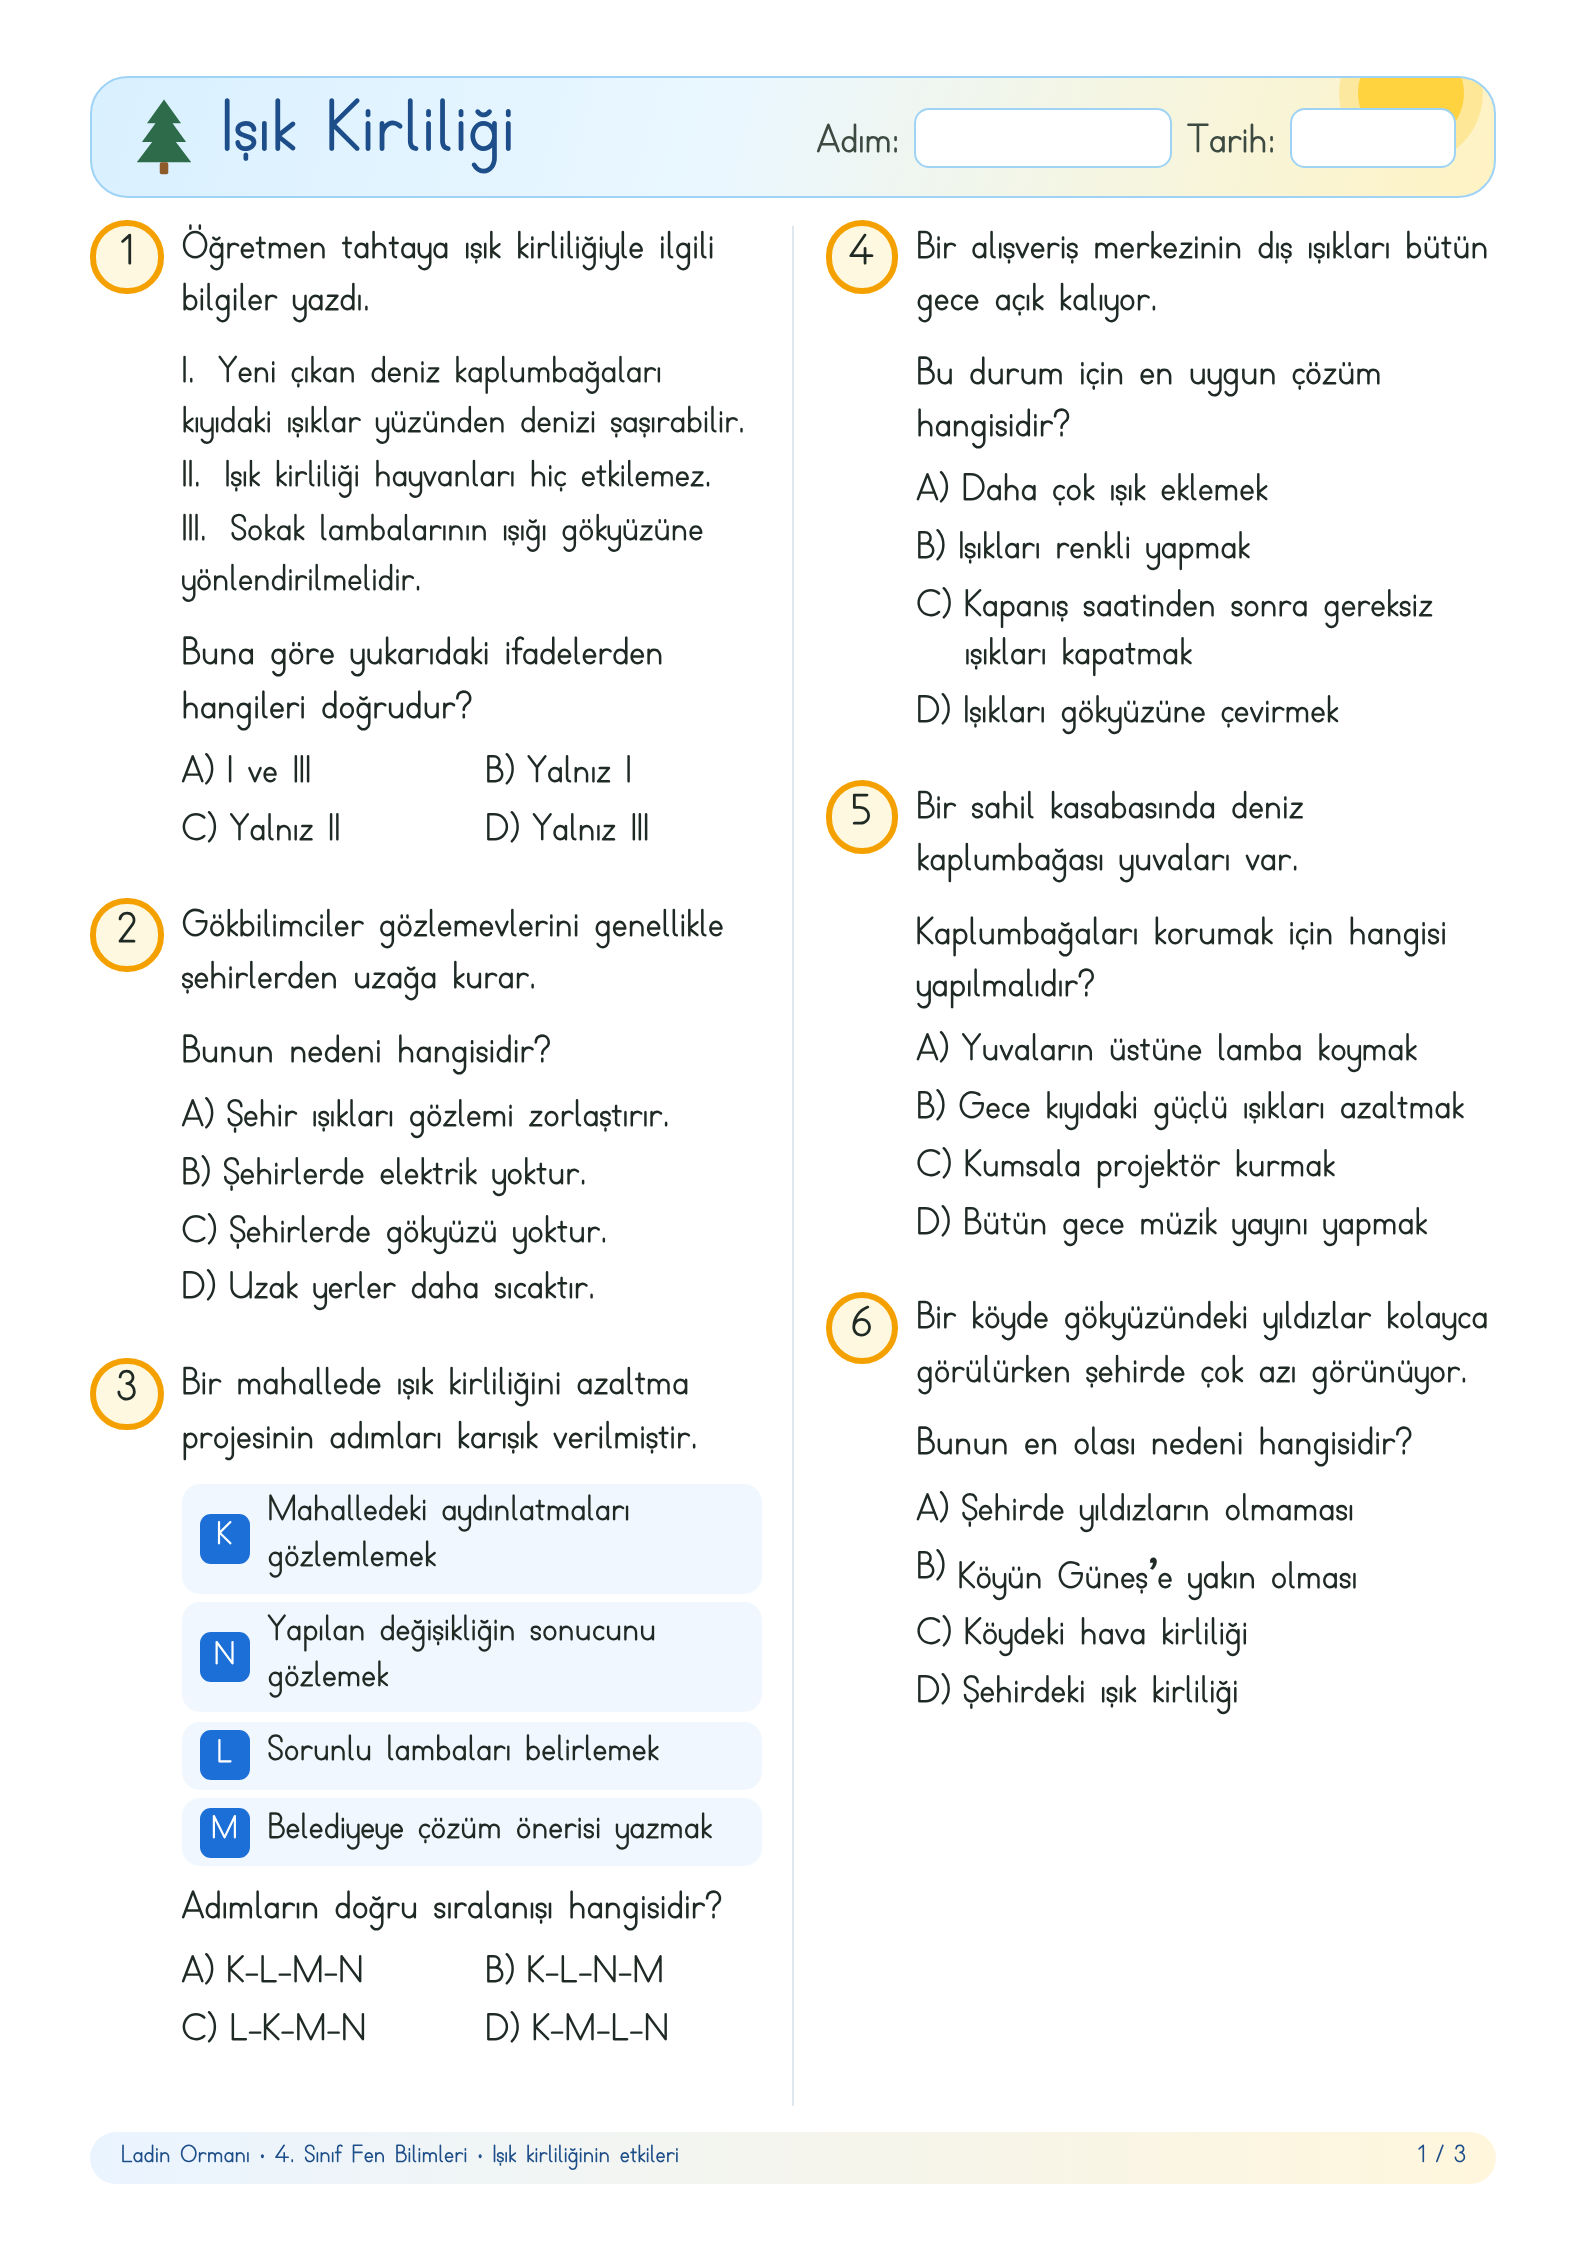 Işık Kirliliği
Adım:
Tarih:
1
Öğretmen tahtaya ışık kirliliğiyle ilgili
bilgiler yazdı.
I. Yeni çıkan deniz kaplumbağaları
kıyıdaki ışıklar yüzünden denizi şaşırabilir.
II. Işık kirliliği hayvanları hiç etkilemez.
III. Sokak lambalarının ışığı gökyüzüne
yönlendirilmelidir.
Buna göre yukarıdaki ifadelerden
hangileri doğrudur?
A) I ve III
B) Yalnız I
C) Yalnız II
D) Yalnız III
2
Gökbilimciler gözlemevlerini genellikle
şehirlerden uzağa kurar.
Bunun nedeni hangisidir?
A) Şehir ışıkları gözlemi zorlaştırır.
B) Şehirlerde elektrik yoktur.
C) Şehirlerde gökyüzü yoktur.
D) Uzak yerler daha sıcaktır.
3
Bir mahallede ışık kirliliğini azaltma
projesinin adımları karışık verilmiştir.
K
Mahalledeki aydınlatmaları
gözlemlemek
N
Yapılan değişikliğin sonucunu
gözlemek
L
Sorunlu lambaları belirlemek
M
Belediyeye çözüm önerisi yazmak
Adımların doğru sıralanışı hangisidir?
A) K-L-M-N
B) K-L-N-M
C) L-K-M-N
D) K-M-L-N
4
Bir alışveriş merkezinin dış ışıkları bütün
gece açık kalıyor.
Bu durum için en uygun çözüm
hangisidir?
A) Daha çok ışık eklemek
B) Işıkları renkli yapmak
C) Kapanış saatinden sonra gereksiz
ışıkları kapatmak
D) Işıkları gökyüzüne çevirmek
5
Bir sahil kasabasında deniz
kaplumbağası yuvaları var.
Kaplumbağaları korumak için hangisi
yapılmalıdır?
A) Yuvaların üstüne lamba koymak
B) Gece kıyıdaki güçlü ışıkları azaltmak
C) Kumsala projektör kurmak
D) Bütün gece müzik yayını yapmak
6
Bir köyde gökyüzündeki yıldızlar kolayca
görülürken şehirde çok azı görünüyor.
Bunun en olası nedeni hangisidir?
A) Şehirde yıldızların olmaması
B) Köyün Güneş’e yakın olması
C) Köydeki hava kirliliği
D) Şehirdeki ışık kirliliği
Ladin Ormanı • 4. Sınıf Fen Bilimleri • Işık kirliliğinin etkileri
1 / 3